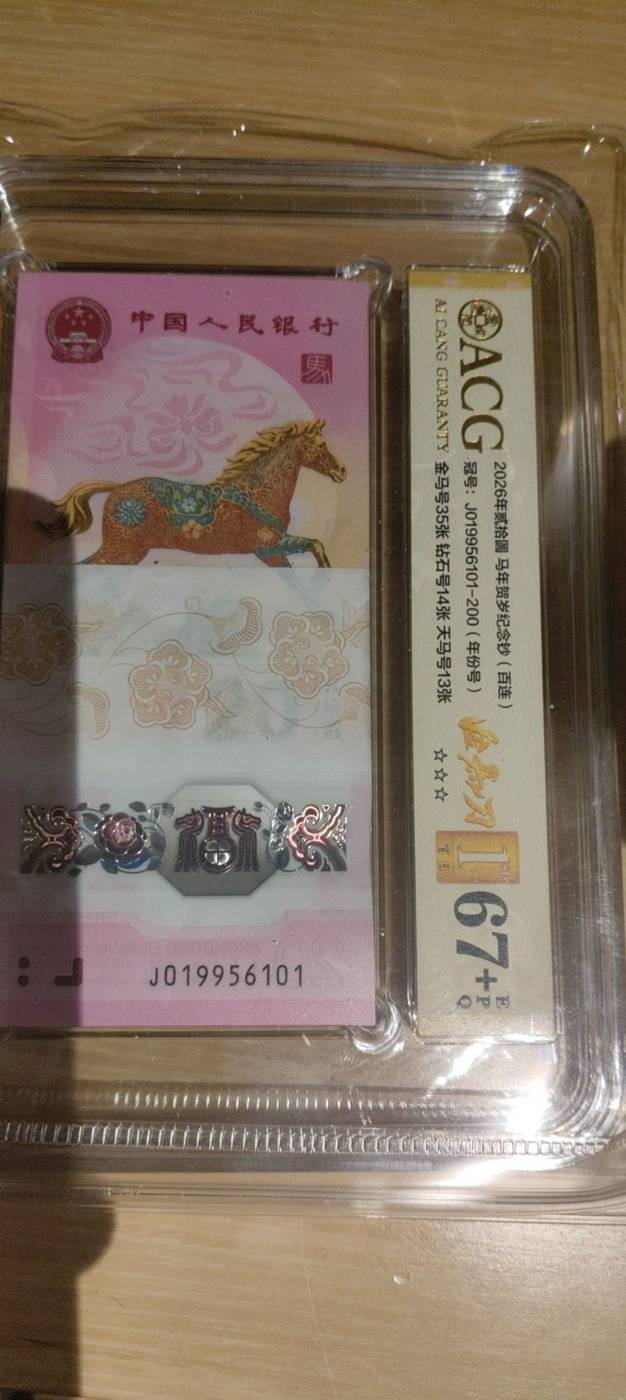 中国人民银行
馬
J019956101
ACG
AI CANG GUARANTY
2026年贰拾圆 马年贺岁纪念钞（百连）
冠号：J019956101-200（年份号）
金马号35张 钻石号14张 天马号13张
☆☆☆
67+
EPQ